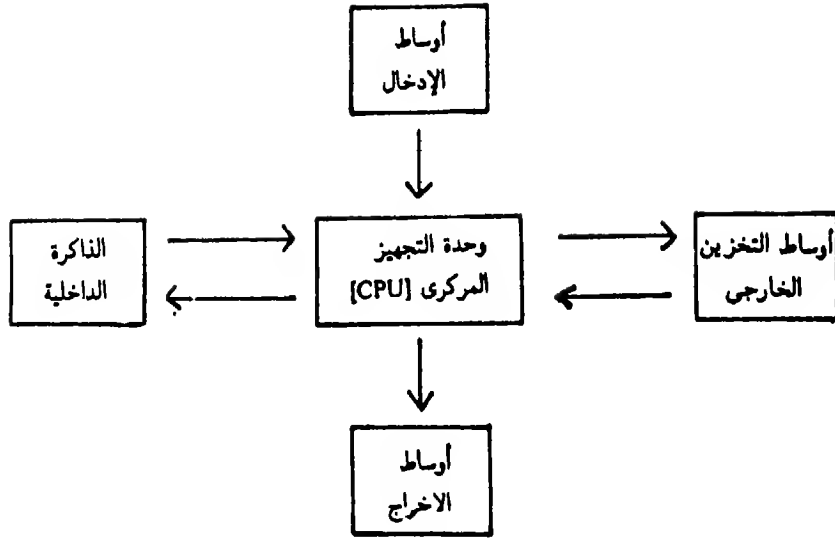 أوساط
الإدخال
أوساط التخزين
الخارجى
وحدة التجهيز
المركزى [CPU]
الذاكرة
الداخلية
أوساط
الاخراج